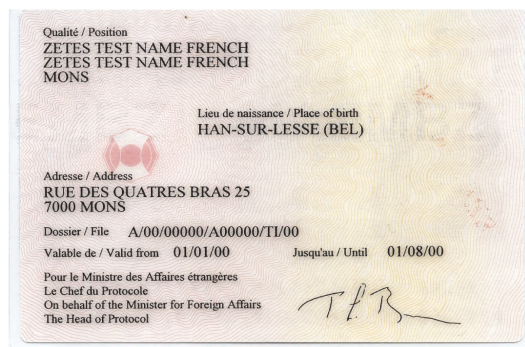 Qualité / Position
ZETES TEST NAME FRENCH
ZETES TEST NAME FRENCH
MONS
Lieu de naissance / Place of birth
HAN-SUR-LESSE (BEL)
Adresse / Address
RUE DES QUATRES BRAS 25
7000 MONS
Dossier / File A/00/00000/A00000/TI/00
Valable de / Valid from 01/01/00 Jusqu'au / Until 01/08/00
Pour le Ministre des Affaires étrangères
Le Chef du Protocole
On behalf of the Minister for Foreign Affairs
The Head of Protocol